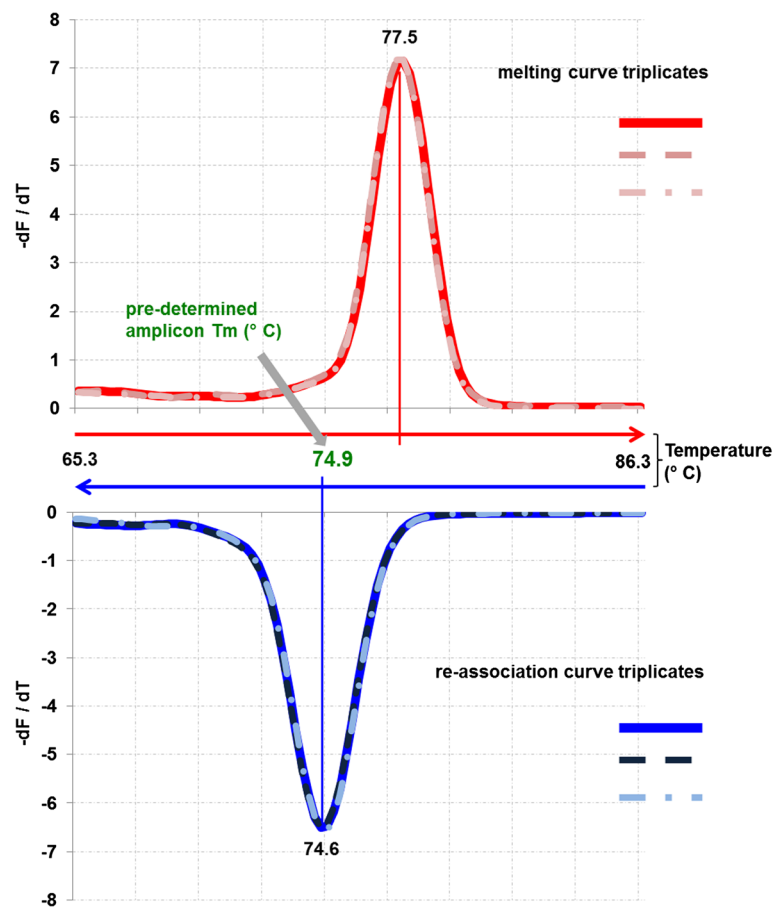 8
77.5
7
melting curve triplicates
6
5
4
-dF / dT
3
pre-determined
amplicon Tm (° C)
2
1
0
65.3
74.9
86.3
Temperature
(° C)
0
-1
-2
-3
re-association curve triplicates
-4
-dF / dT
-5
-6
74.6
-7
-8